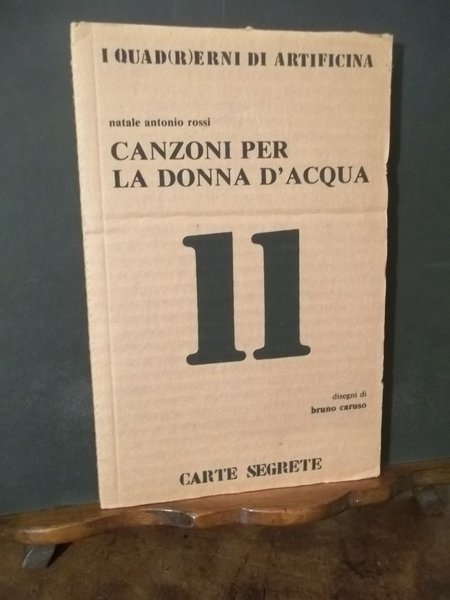 I QUAD(R)ERNI DI ARTIFICINA
natale antonio rossi
CANZONI PER
LA DONNA D'ACQUA
11
disegni di
bruno caruso
CARTE SEGRETE